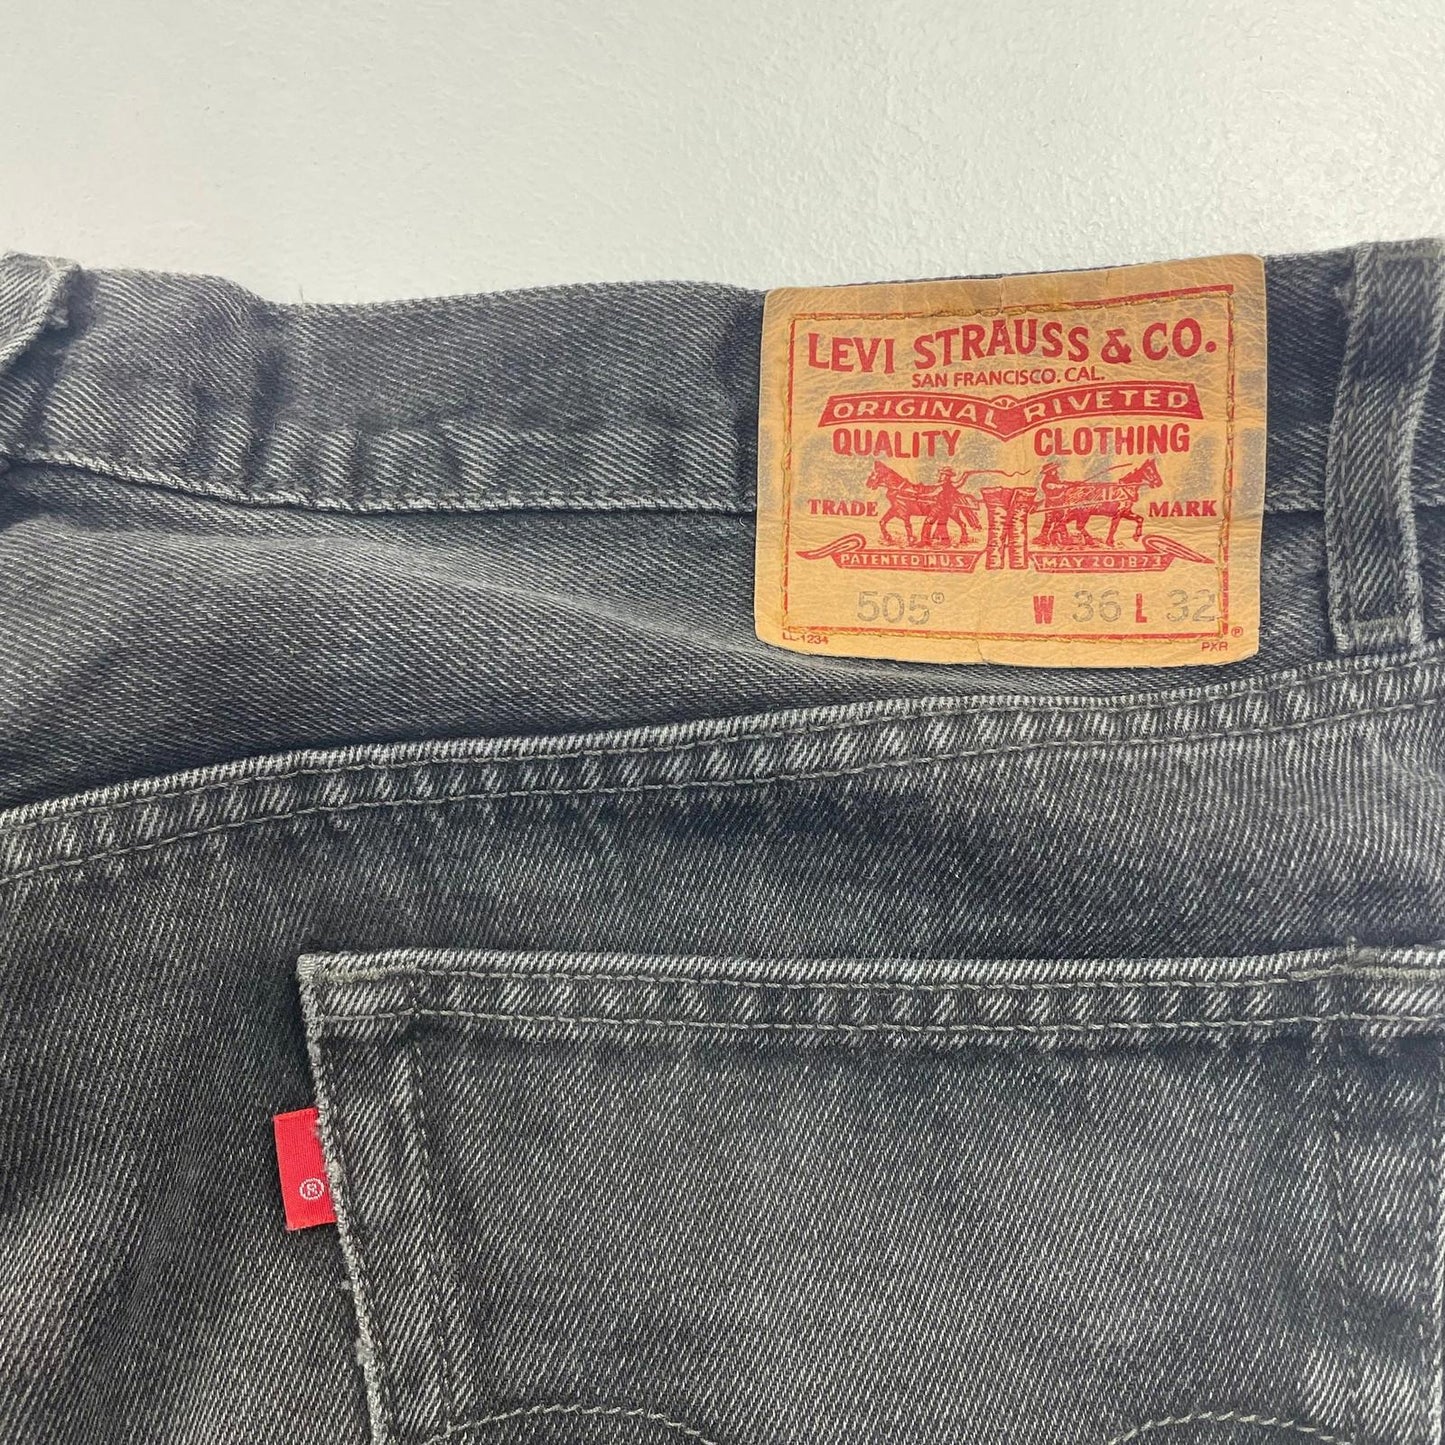 LEVI STRAUSS & CO.
SAN FRANCISCO. CAL.
ORIGINAL RIVETED
QUALITY CLOTHING
TRADE MARK
PATENTED IN U.S. MAY 20 1873
505® W 36 L 32
LL-1234 PXR ℗
®